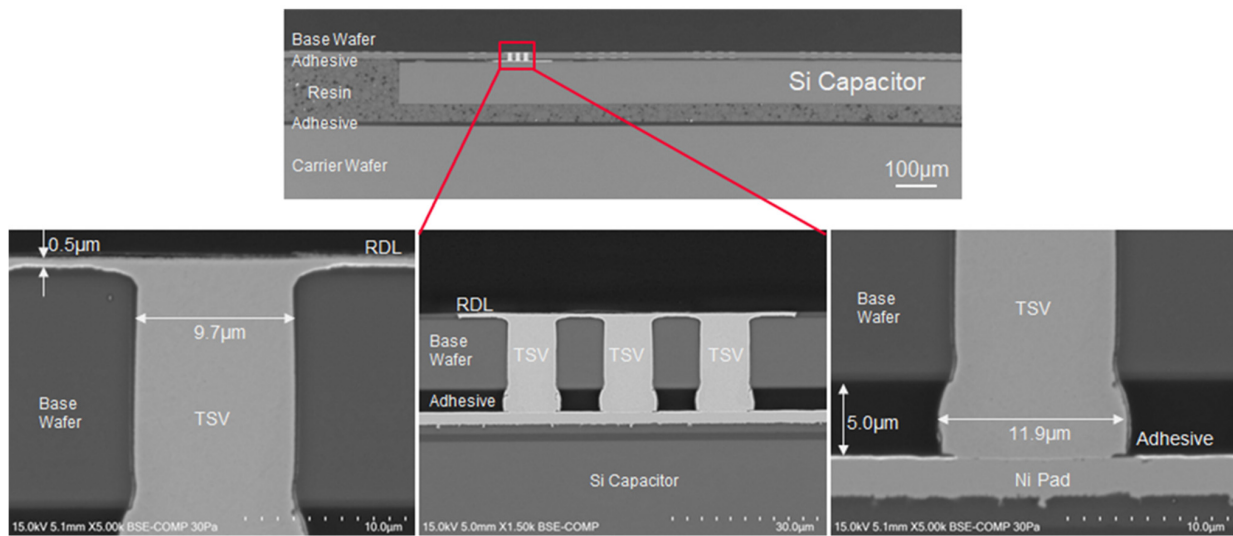 Base Wafer
Adhesive
Resin
Si Capacitor
Adhesive
Carrier Wafer
100μm
0.5μm
RDL
9.7μm
Base
Wafer
TSV
15.0kV 5.1mm X5.00k BSE-COMP 30Pa
10.0μm
RDL
Base
Wafer
TSV
TSV
TSV
Adhesive
Si Capacitor
15.0kV 5.0mm X1.50k BSE-COMP
30.0μm
Base
Wafer
TSV
5.0μm
11.9μm
Adhesive
Ni Pad
15.0kV 5.1mm X5.00k BSE-COMP 30Pa
10.0μm